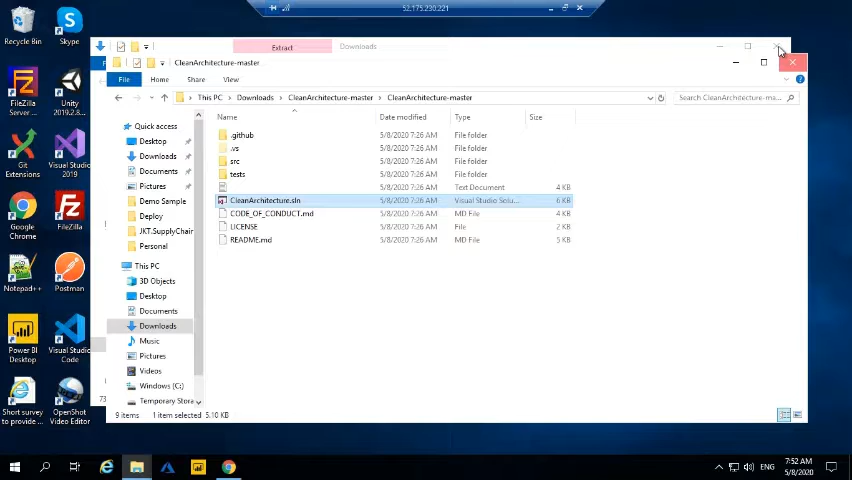 52.175.230.221
Recycle Bin
Skype
FileZilla Server ...
Unity 2019.2.8...
Git Extensions
Visual Studio 2019
Google Chrome
FileZilla
Notepad++
Postman
Power BI Desktop
Visual Studio Code
Short survey to provide ...
OpenShot Video Editor
Extract
Downloads
CleanArchitecture-master
File
Home
Share
View
This PC
Downloads
CleanArchitecture-master
CleanArchitecture-master
Search CleanArchitecture-ma...
Name
Date modified
Type
Size
Quick access
Desktop
Downloads
Documents
Pictures
Demo Sample
Deploy
JKT.SupplyChain
Personal
This PC
3D Objects
Desktop
Documents
Downloads
Music
Pictures
Videos
Windows (C:)
Temporary Stora
.github 5/8/2020 7:26 AM File folder
.vs 5/8/2020 7:26 AM File folder
src 5/8/2020 7:26 AM File folder
tests 5/8/2020 7:26 AM File folder
5/8/2020 7:26 AM Text Document 4 KB
CleanArchitecture.sln 5/8/2020 7:26 AM Visual Studio Solu... 6 KB
CODE_OF_CONDUCT.md 5/8/2020 7:26 AM MD File 4 KB
LICENSE 5/8/2020 7:26 AM File 2 KB
README.md 5/8/2020 7:26 AM MD File 5 KB
73
9 items
1 item selected 5.10 KB
ENG
7:52 AM
5/8/2020